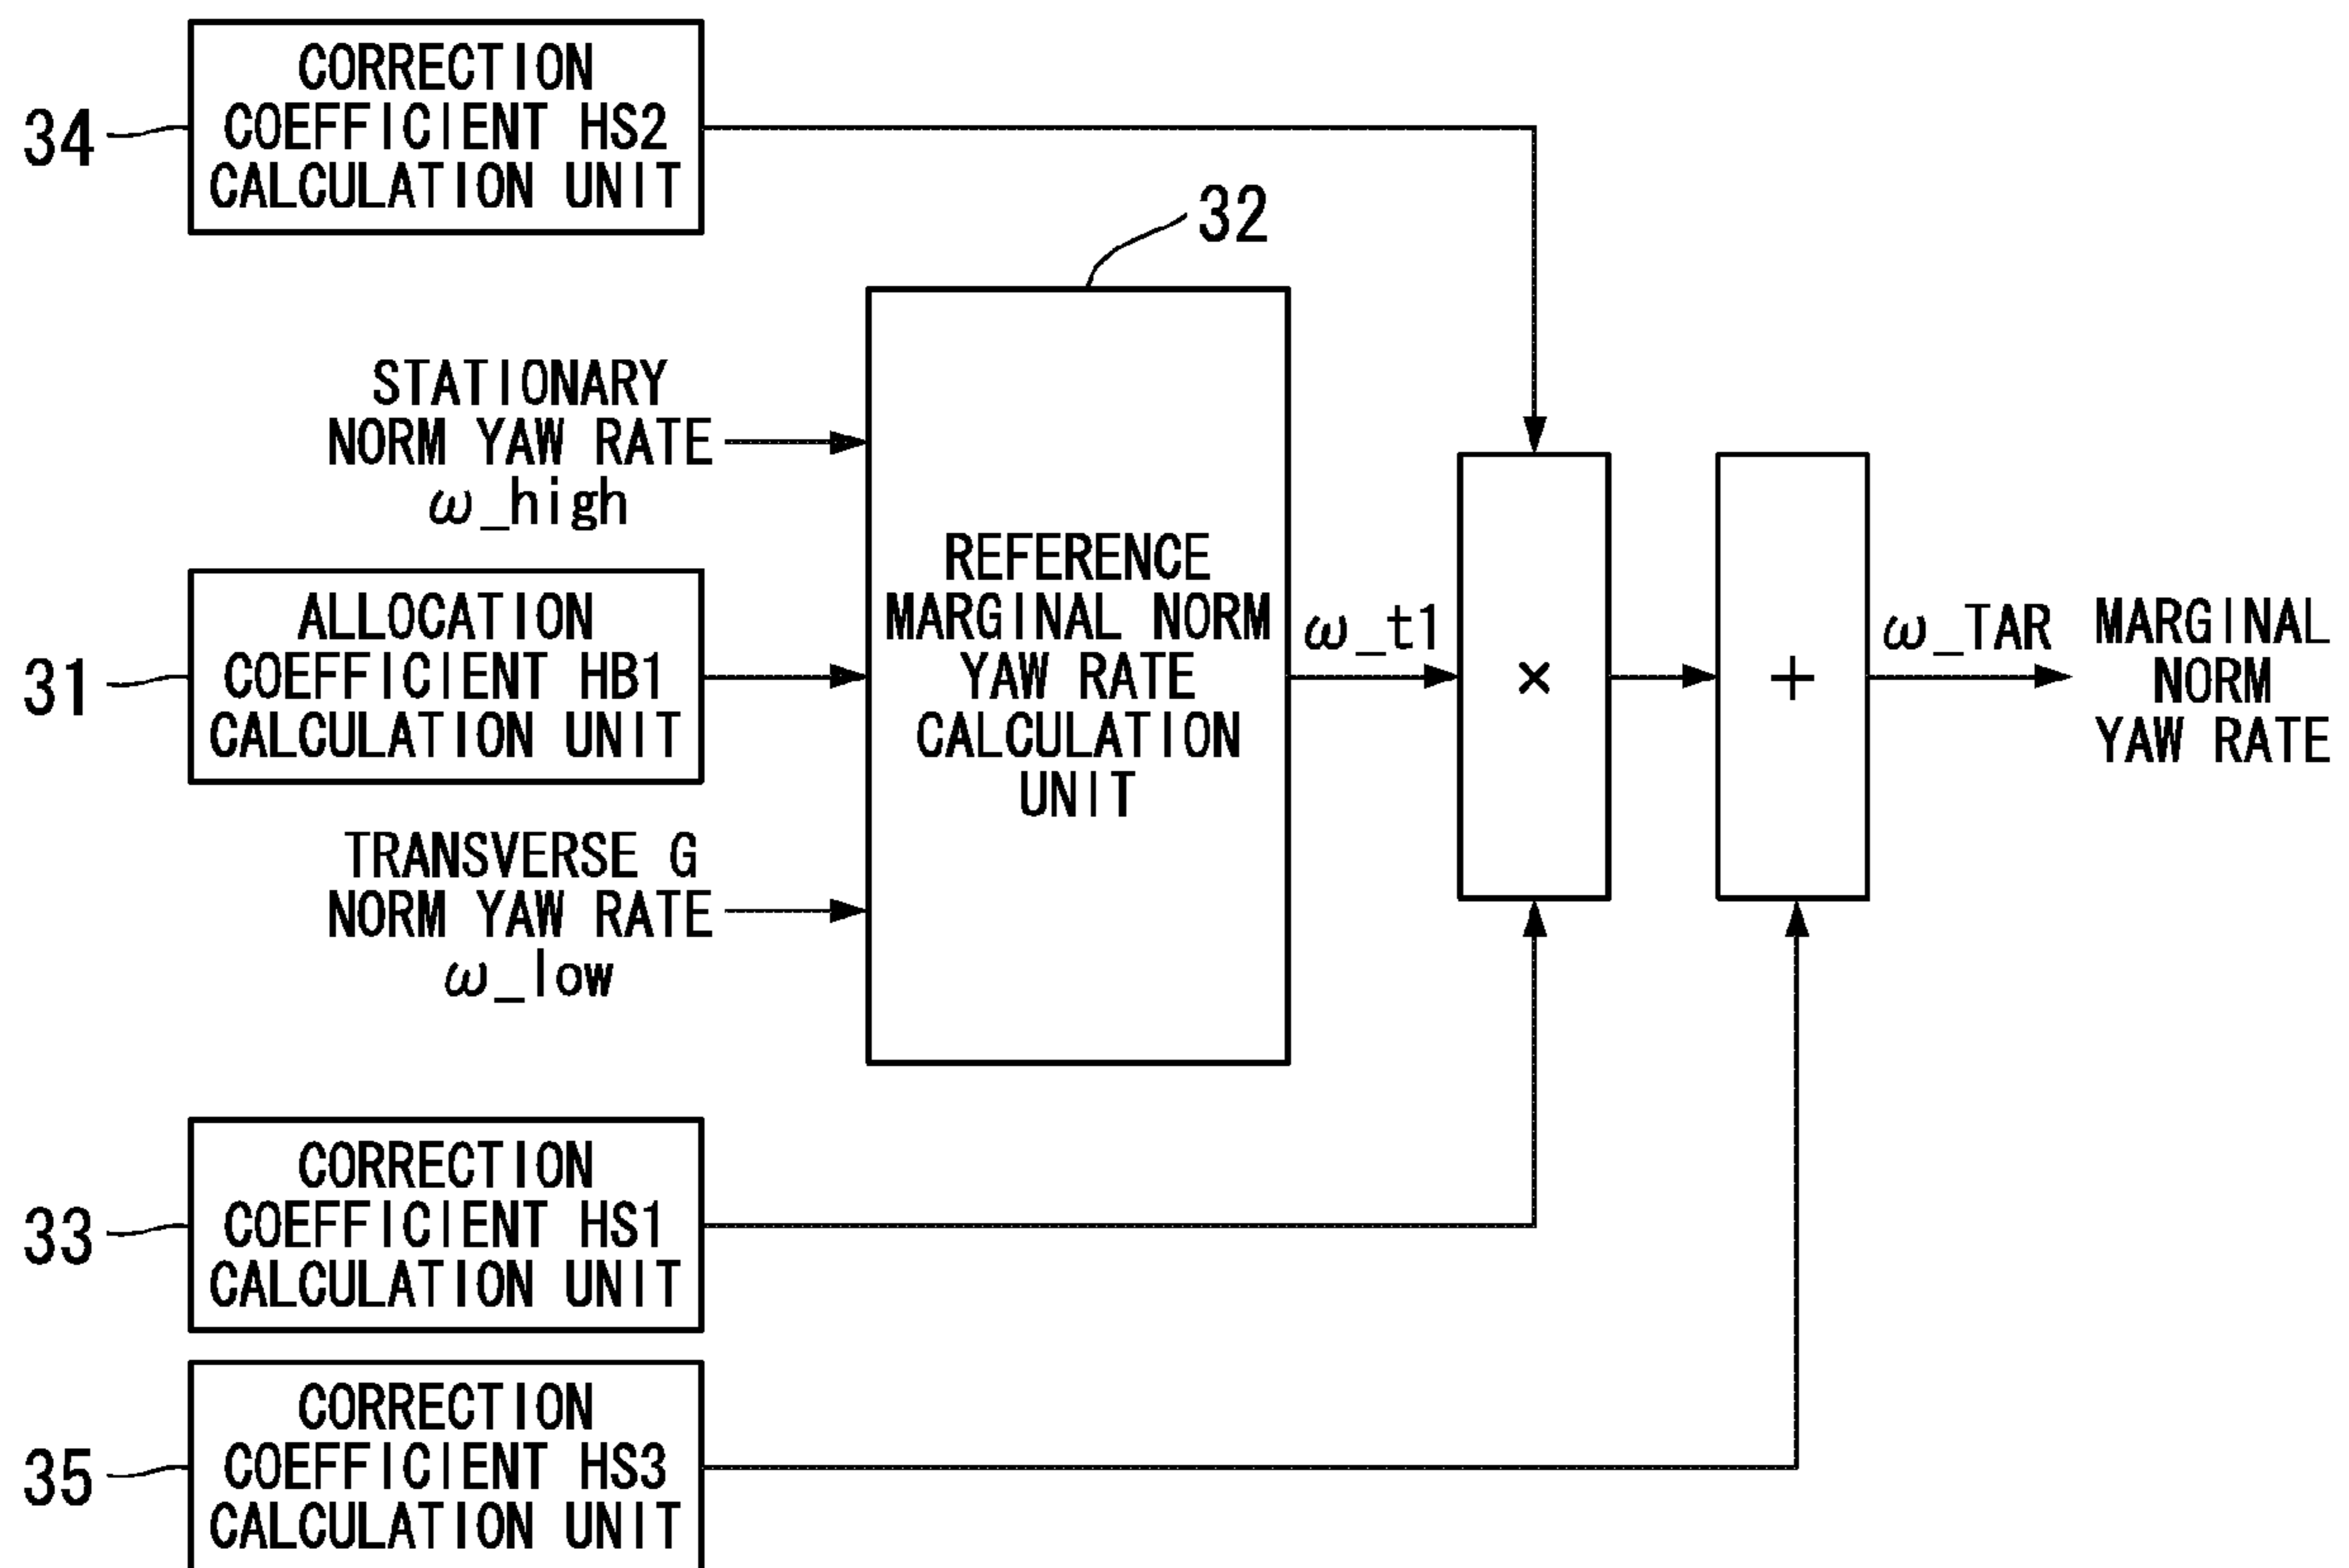 CORRECTION
COEFFICIENT HS2
CALCULATION UNIT
34
32
STATIONARY
NORM YAW RATE
ω_high
ALLOCATION
COEFFICIENT HB1
CALCULATION UNIT
31
TRANSVERSE G
NORM YAW RATE
ω_low
REFERENCE
MARGINAL NORM
YAW RATE
CALCULATION
UNIT
ω_t1
×
+
ω_TAR
MARGINAL
NORM
YAW RATE
CORRECTION
COEFFICIENT HS1
CALCULATION UNIT
33
CORRECTION
COEFFICIENT HS3
CALCULATION UNIT
35